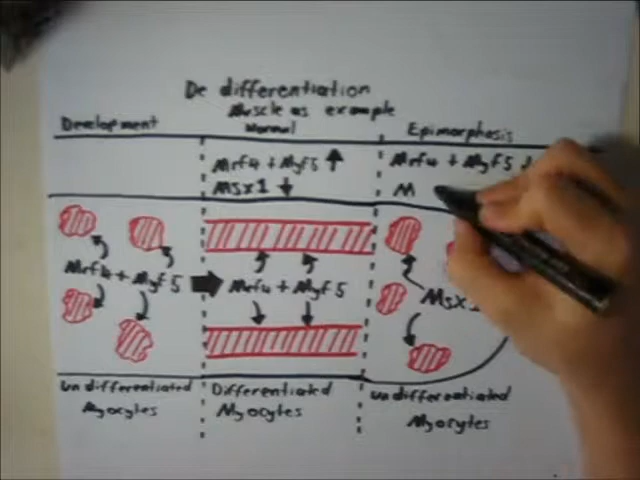 De differentiation
Muscle as example
Development
Normal
Epimorphosis
Mrf4 + Myf5
Msx1
Mrf4 + Myf5
M
Mrf4 + Myf5
Mrf4 + Myf5
Msx1
Undifferentiated
Myocytes
Differentiated
Myocytes
Undifferentiated
Myocytes